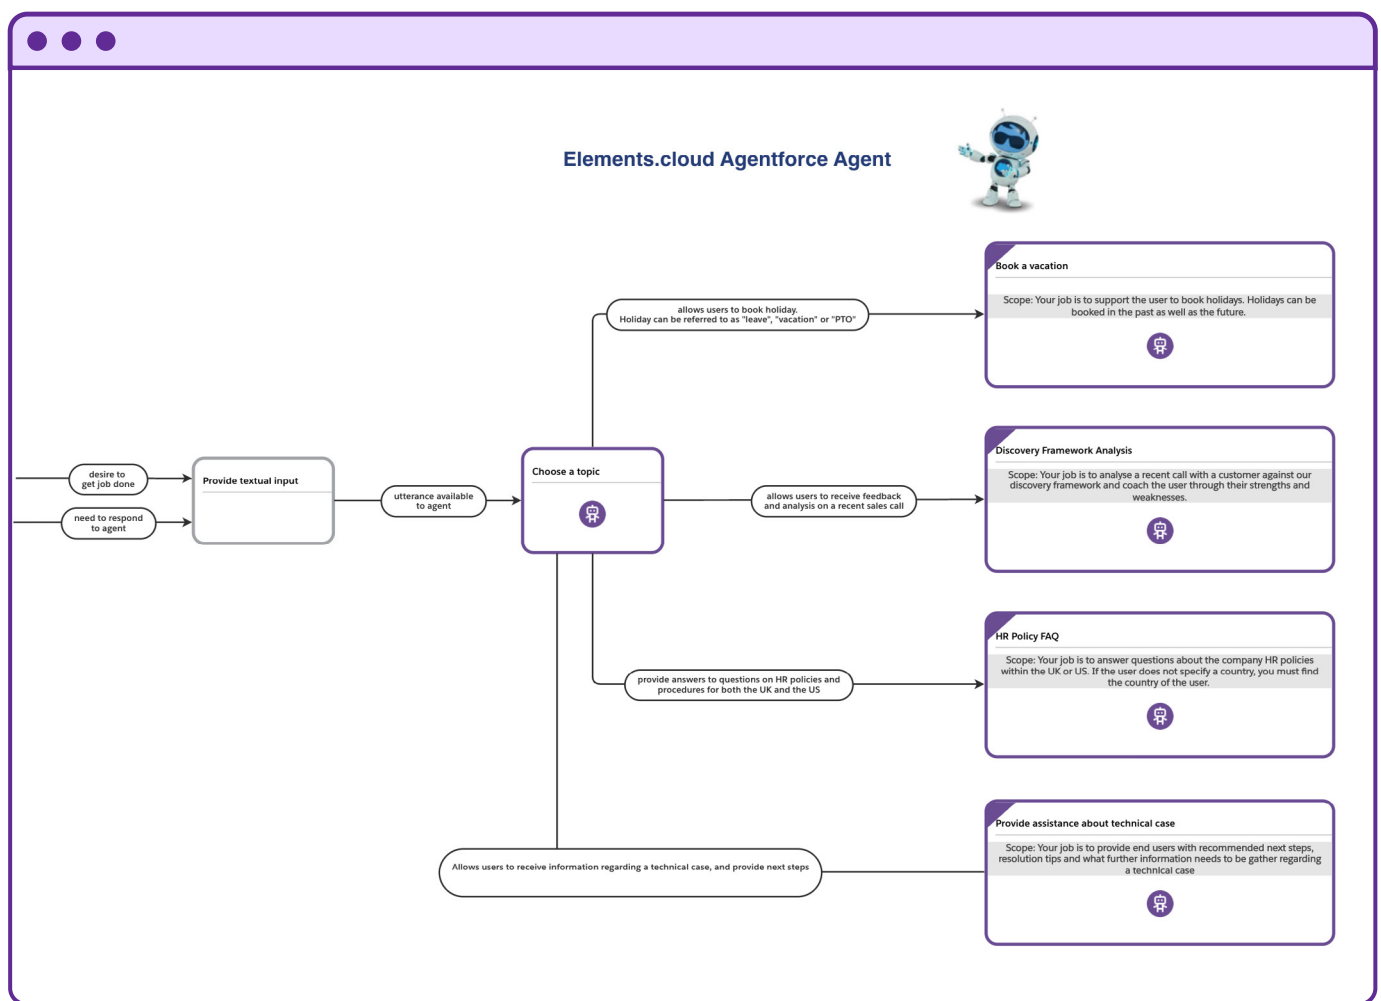 Elements.cloud Agentforce Agent
desire to
get job done
need to respond
to agent
Provide textual input
utterance available
to agent
Choose a topic
allows users to book holiday.
Holiday can be referred to as "leave", "vacation" or "PTO"
Book a vacation
Scope: Your job is to support the user to book holidays. Holidays can be
booked in the past as well as the future.
allows users to receive feedback
and analysis on a recent sales call
Discovery Framework Analysis
Scope: Your job is to analyse a recent call with a customer against our
discovery framework and coach the user through their strengths and
weaknesses.
provide answers to questions on HR policies and
procedures for both the UK and the US
HR Policy FAQ
Scope: Your job is to answer questions about the company HR policies
within the UK or US. If the user does not specify a country, you must find
the country of the user.
Allows users to receive information regarding a technical case, and provide next steps
Provide assistance about technical case
Scope: Your job is to provide end users with recommended next steps,
resolution tips and what further information needs to be gather regarding
a technical case